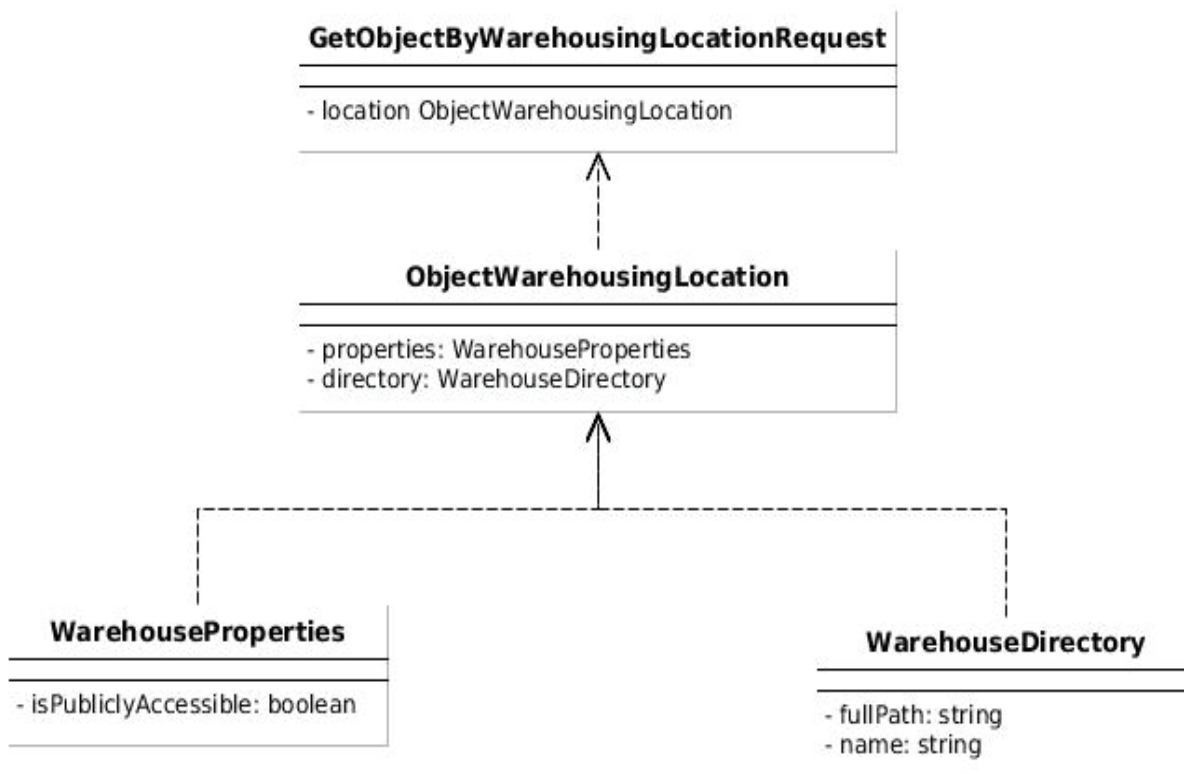 GetObjectByWarehousingLocationRequest
- location ObjectWarehousingLocation
ObjectWarehousingLocation
- properties: WarehouseProperties
- directory: WarehouseDirectory
WarehouseProperties
- isPubliclyAccessible: boolean
WarehouseDirectory
- fullPath: string
- name: string